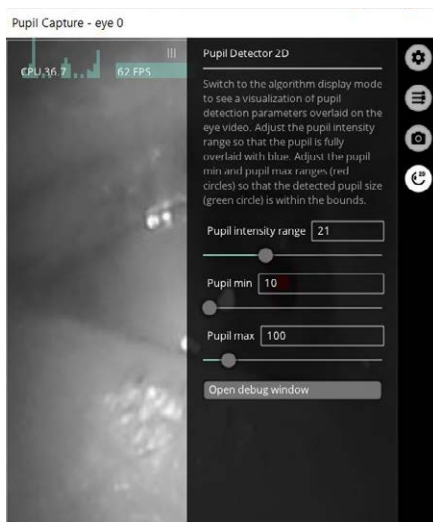 Pupil Capture - eye 0
CPU 36.7
62 FPS
Pupil Detector 2D
Switch to the algorithm display mode
to see a visualization of pupil
detection parameters overlaid on the
eye video. Adjust the pupil intensity
range so that the pupil is fully
overlaid with blue. Adjust the pupil
min and pupil max ranges (red
circles) so that the detected pupil size
(green circle) is within the bounds.
Pupil intensity range 21
Pupil min 10
Pupil max 100
Open debug window